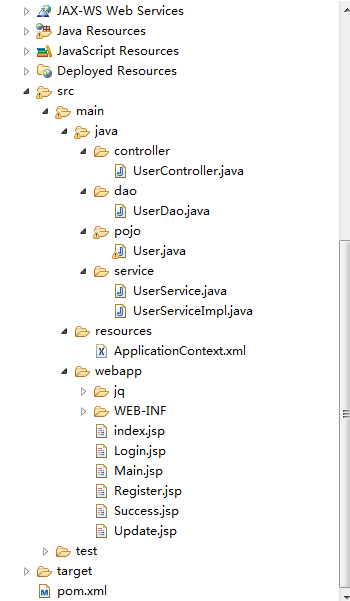 JAX-WS Web Services
Java Resources
JavaScript Resources
Deployed Resources
src
main
java
controller
UserController.java
dao
UserDao.java
pojo
User.java
service
UserService.java
UserServiceImpl.java
resources
ApplicationContext.xml
webapp
jq
WEB-INF
index.jsp
Login.jsp
Main.jsp
Register.jsp
Success.jsp
Update.jsp
test
target
pom.xml